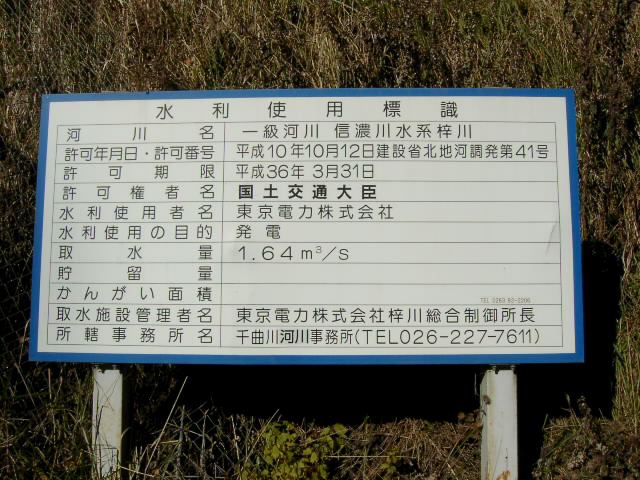 水利使用標識
河川名 一級河川 信濃川水系梓川
許可年月日・許可番号 平成10年10月12日建設省北地河調発第41号
許可期限 平成36年 3月31日
許可権者名 国土交通大臣
水利使用者名 東京電力株式会社
水利使用の目的 発電
取水量 1.64m³/s
貯留量
かんがい面積
TEL 0263 93-2206
取水施設管理者名 東京電力株式会社梓川総合制御所長
所轄事務所名 千曲川河川事務所(TEL026-227-7611)